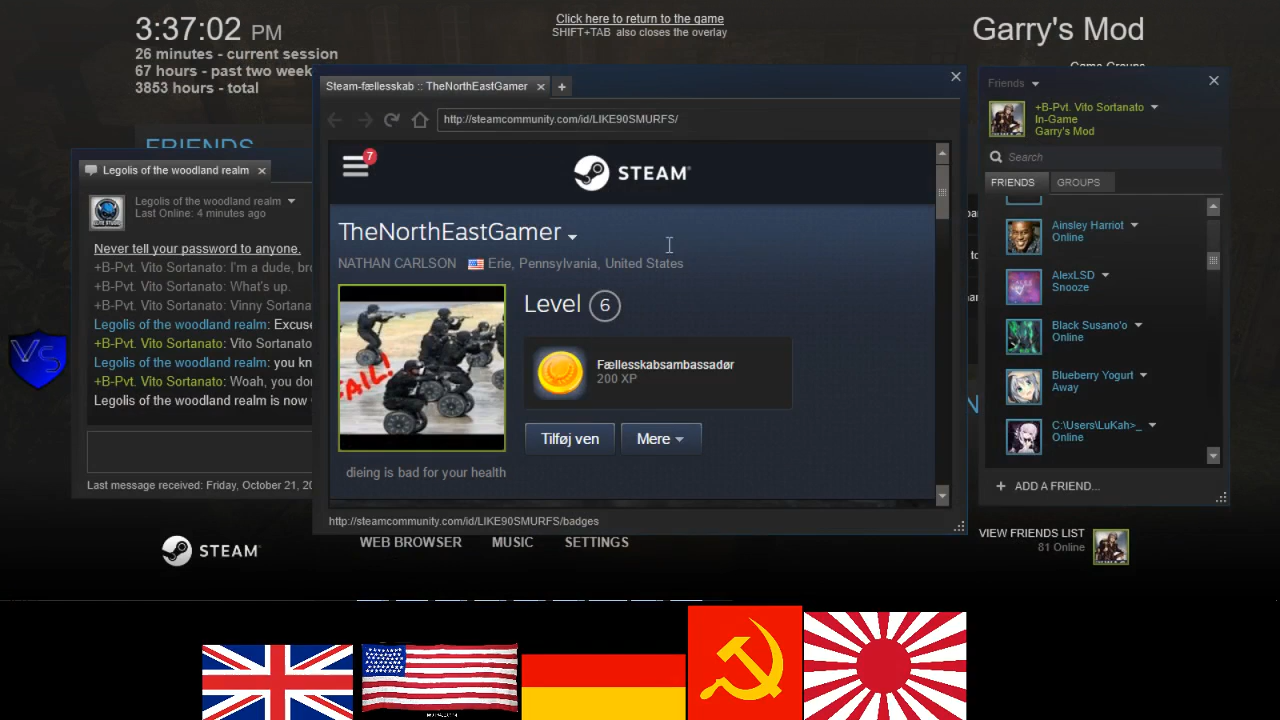 3:37:02 PM
26 minutes - current session
67 hours - past two week
3853 hours - total
Click here to return to the game
SHIFT+TAB also closes the overlay
Garry's Mod
FRIENDS
Legolis of the woodland realm
Legolis of the woodland realm
Last Online: 4 minutes ago
Never tell your password to anyone.
+B-Pvt. Vito Sortanato: I'm a dude, bro
+B-Pvt. Vito Sortanato: What's up.
+B-Pvt. Vito Sortanato: Vinny Sortana
Legolis of the woodland realm: Excuse
+B-Pvt. Vito Sortanato: Vito Sortanato
Legolis of the woodland realm: you kn
+B-Pvt. Vito Sortanato: Woah, you do
Legolis of the woodland realm is now
Last message received: Friday, October 21, 20
VS
Steam-fællesskab :: TheNorthEastGamer
http://steamcommunity.com/id/LIKE90SMURFS/
7
STEAM
TheNorthEastGamer
NATHAN CARLSON Erie, Pennsylvania, United States
Level 6
FAIL!
Fællesskabsambassadør
200 XP
Tilføj ven
Mere
dieing is bad for your health
http://steamcommunity.com/id/LIKE90SMURFS/badges
Friends
+B-Pvt. Vito Sortanato
In-Game
Garry's Mod
Search
FRIENDS GROUPS
Ainsley Harriot
Online
AlexLSD
Snooze
Black Susano'o
Online
Blueberry Yogurt
Away
C:\Users\LuKah>_
Online
+ ADD A FRIEND...
STEAM
WEB BROWSER MUSIC SETTINGS
VIEW FRIENDS LIST
81 Online